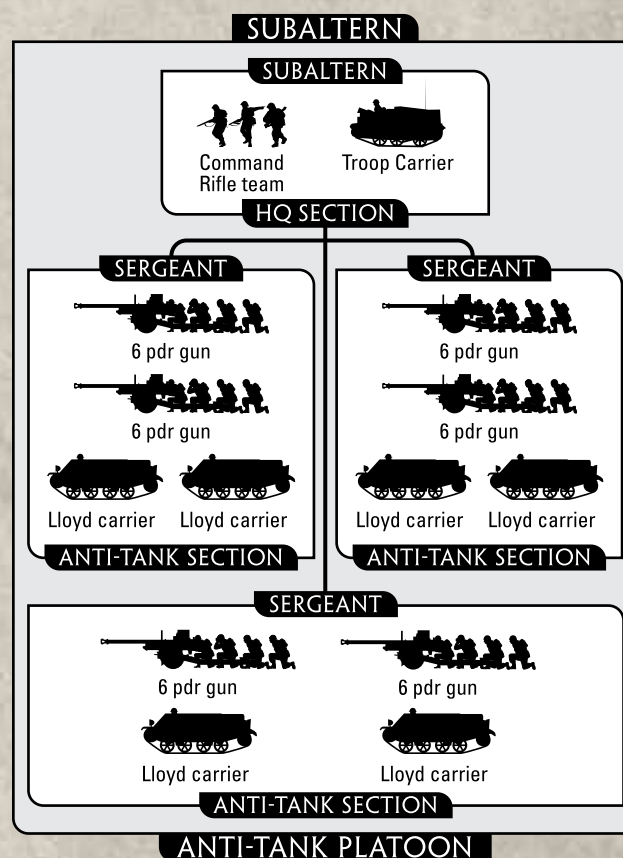 SUBALTERN
SUBALTERN
Command
Rifle team
Troop Carrier
HQ SECTION
SERGEANT
6 pdr gun
6 pdr gun
Lloyd carrier Lloyd carrier
ANTI-TANK SECTION
SERGEANT
6 pdr gun
6 pdr gun
Lloyd carrier Lloyd carrier
ANTI-TANK SECTION
SERGEANT
6 pdr gun 6 pdr gun
Lloyd carrier Lloyd carrier
ANTI-TANK SECTION
ANTI-TANK PLATOON